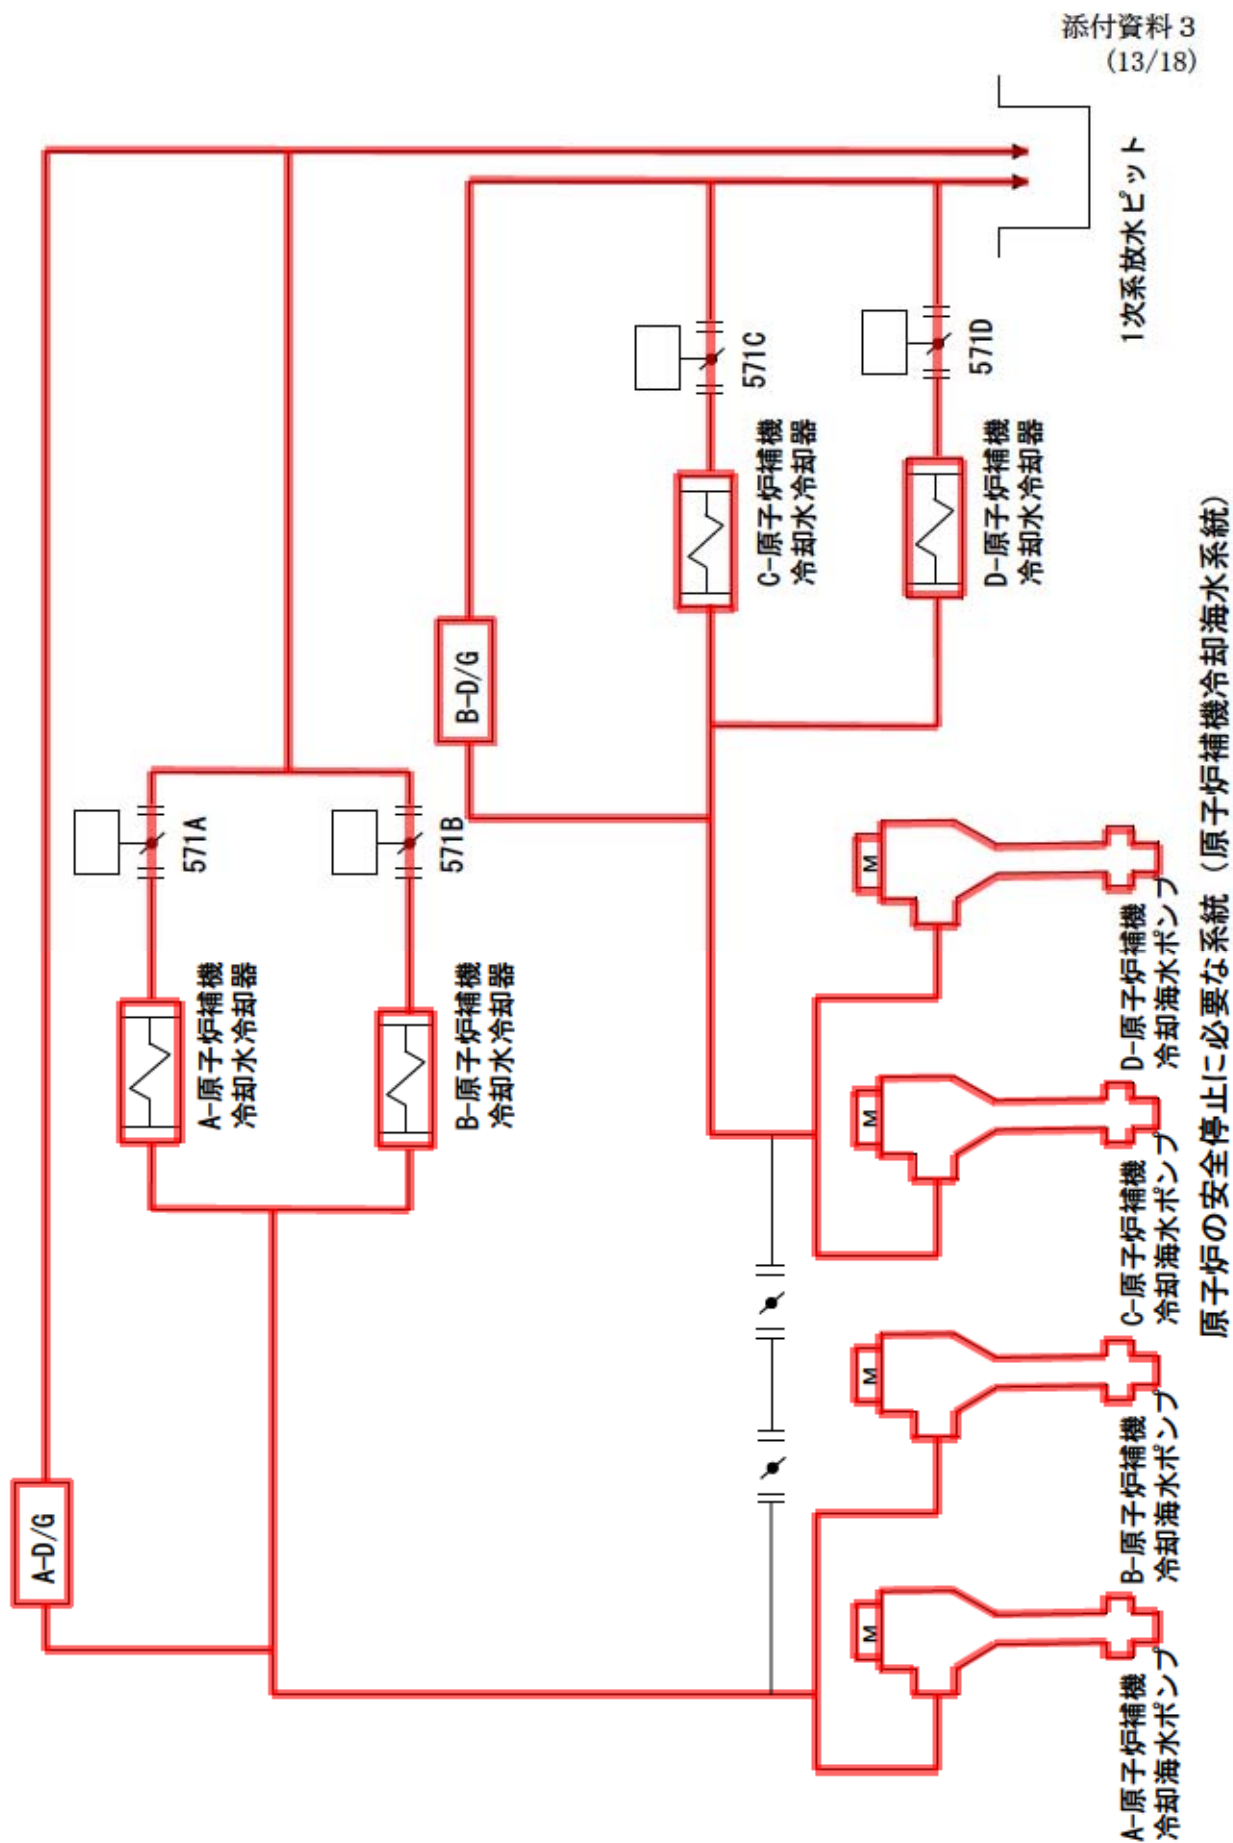 添付資料３
(13/18)
A-D/G
571A
A-原子炉補機
冷却水冷却器
571B
B-原子炉補機
冷却水冷却器
B-D/G
571C
C-原子炉補機
冷却水冷却器
571D
D-原子炉補機
冷却水冷却器
1次系放水ピット
M
A-原子炉補機
冷却海水ポンプ
M
B-原子炉補機
冷却海水ポンプ
M
C-原子炉補機
冷却海水ポンプ
M
D-原子炉補機
冷却海水ポンプ
原子炉の安全停止に必要な系統（原子炉補機冷却海水系統）